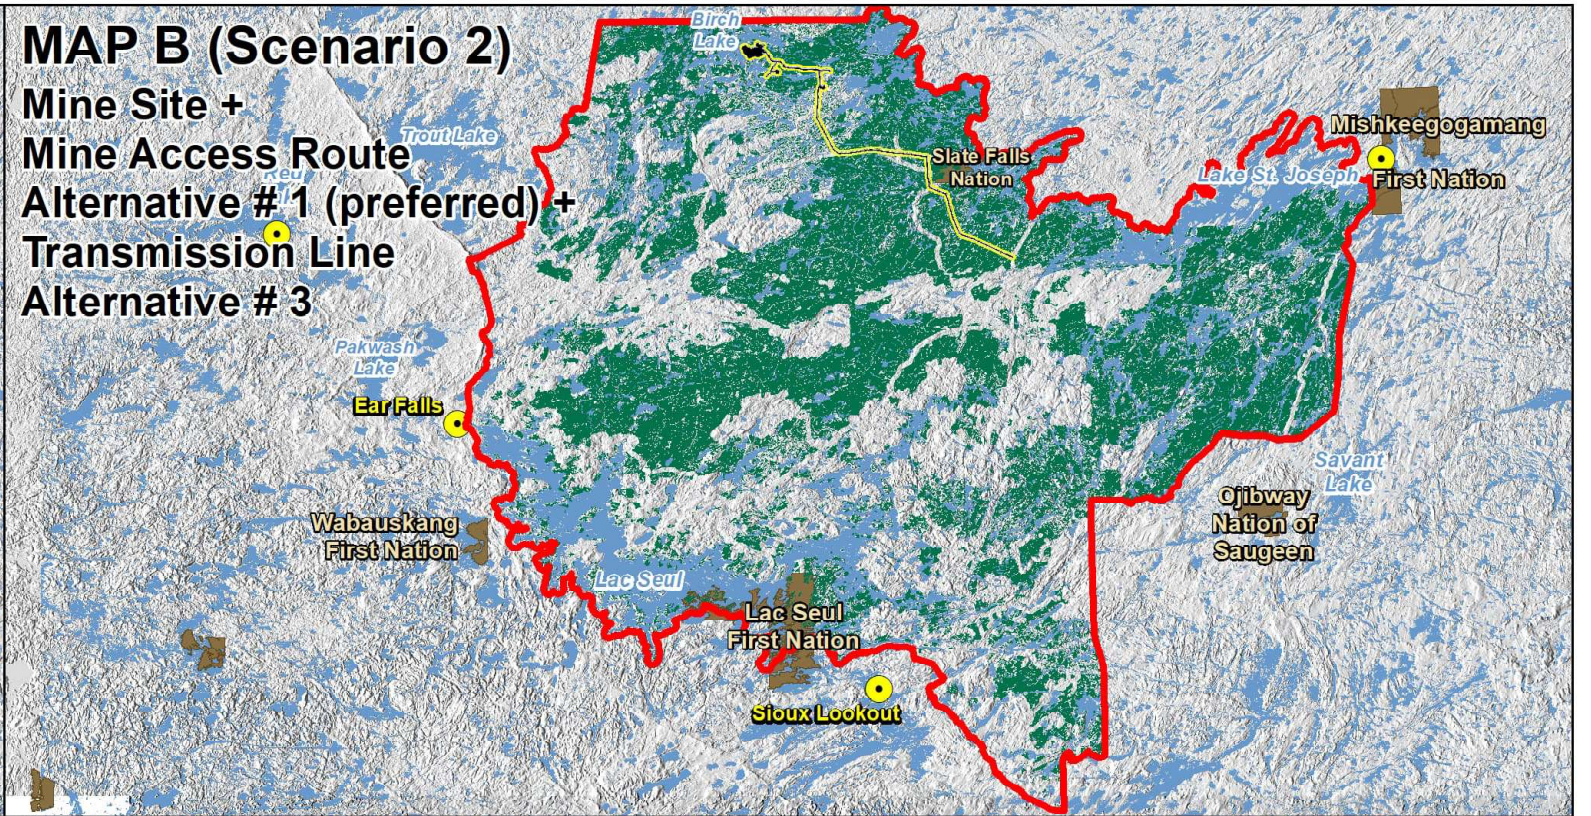 MAP B (Scenario 2)
Mine Site +
Mine Access Route
Alternative # 1 (preferred) +
Transmission Line
Alternative # 3
Birch
Lake
Trout Lake
Red
Pakwash
Lake
Ear Falls
Wabauskang
First Nation
Lac Seul
Lac Seul
First Nation
Sioux Lookout
Slate Falls
Nation
Lake St. Joseph
Mishkeegogamang
First Nation
Savant
Lake
Ojibway
Nation of
Saugeen